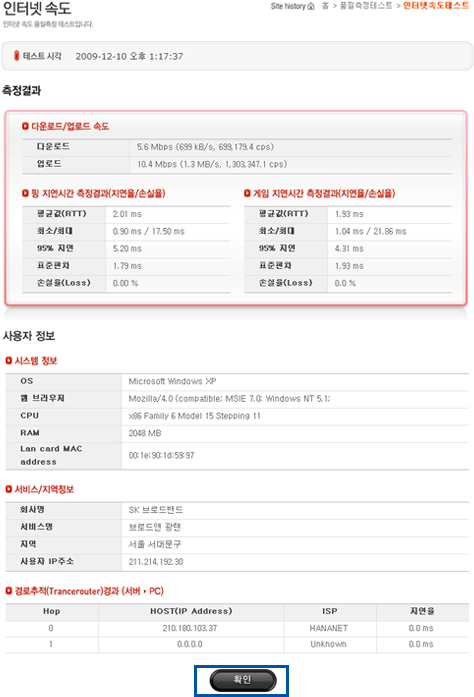 인터넷 속도
Site history 홈 > 품질측정테스트 > 인터넷속도테스트
인터넷 속도 품질측정 테스트입니다.
테스트 시각 2009-12-10 오후 1:17:37
측정결과
다운로드/업로드 속도
다운로드 5.6 Mbps (699 kB/s, 699,179.4 cps)
업로드 10.4 Mbps (1.3 MB/s, 1,303,347.1 cps)
핑 지연시간 측정결과(지연율/손실율) 게임 지연시간 측정결과(지연율/손실율)
평균값(RTT) 2.01 ms 평균값(RTT) 1.93 ms
최소/최대 0.90 ms / 17.50 ms 최소/최대 1.04 ms / 21.86 ms
95% 지연 5.20 ms 95% 지연 4.31 ms
표준편차 1.79 ms 표준편차 1.93 ms
손실율(Loss) 0.00 % 손실율(Loss) 0.0 %
사용자 정보
시스템 정보
OS Microsoft Windows XP
웹 브라우저 Mozilla/4.0 (compatible; MSIE 7.0; Windows NT 5.1;
CPU x86 Family 6 Model 15 Stepping 11
RAM 2048 MB
Lan card MAC
address 00:1e:90:1d:59:97
서비스/지역정보
회사명 SK 브로드밴드
서비스명 브로드앤 광랜
지역 서울 서대문구
사용자 IP주소 211.214.192.30
경로추적(Trancerouter)경과 (서버 ▸ PC)
Hop HOST(IP Address) ISP 지연율
0 210.180.103.37 HANANET 0.0 ms
1 0.0.0.0 Unknown 0.0 ms
확인